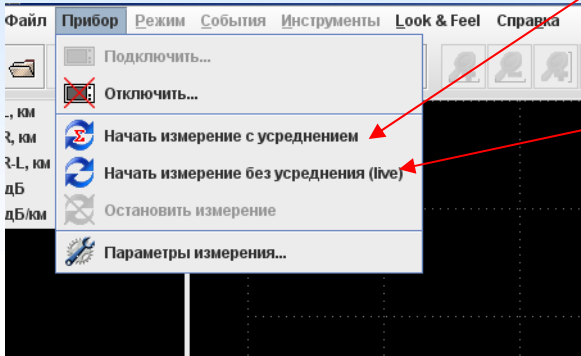 Файл Прибор Режим События Инструменты Look & Feel Справка
Подключить...
Отключить...
L, км
R, км
Начать измерение с усреднением
R-L, км
Начать измерение без усреднения (live)
дБ
дБ/км
Остановить измерение
Параметры измерения...